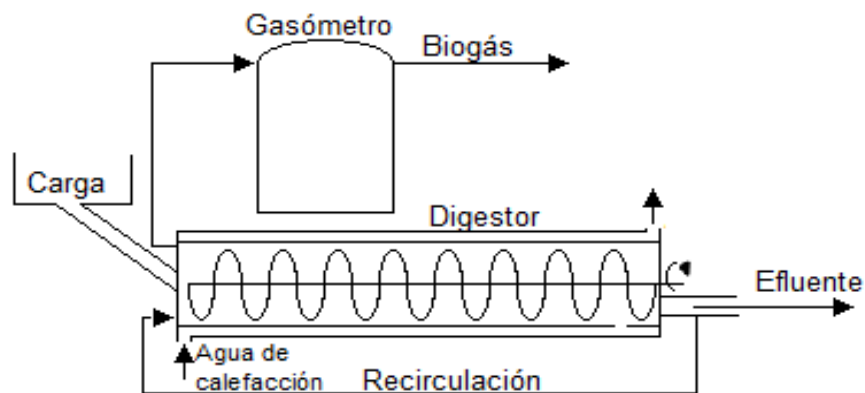 Gasómetro
Biogás
Carga
Digestor
Efluente
Agua de
calefacción
Recirculación